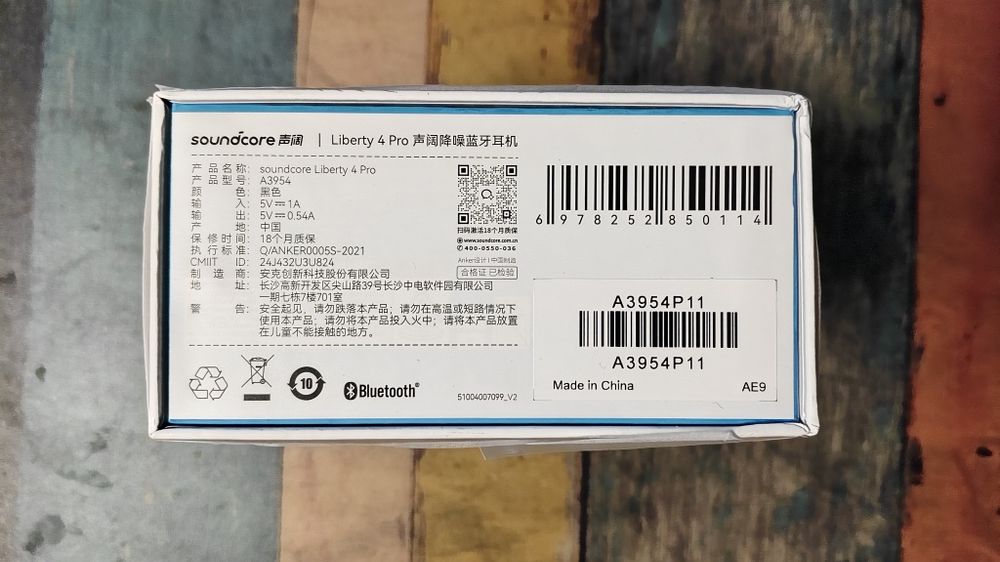 soundcore 声阔 | Liberty 4 Pro 声阔降噪蓝牙耳机
产品名称: soundcore Liberty 4 Pro
产品型号: A3954
颜色: 黑色
输入: 5V⎓1A
输出: 5V⎓0.54A
产地: 中国
保修时间: 18个月质保
执行标准: Q/ANKER0005S-2021
CMIIT ID: 24J432U3U824
制造商: 安克创新科技股份有限公司
地址: 长沙高新开发区尖山路39号长沙中电软件园有限公司
一期七栋7楼701室
警告: 安全起见,请勿跌落本产品;请勿在高温或短路情况下
使用本产品;请勿将本产品投入火中;请将本产品放置
在儿童不能接触的地方。
扫码激活18个月质保
www.soundcore.com.cn
400-0550-036
Anker设计 | 中国制造
合格证 已检验
10
Bluetooth®
51004007099_V2
6 978252 850114
A3954P11
A3954P11
Made in China
AE9